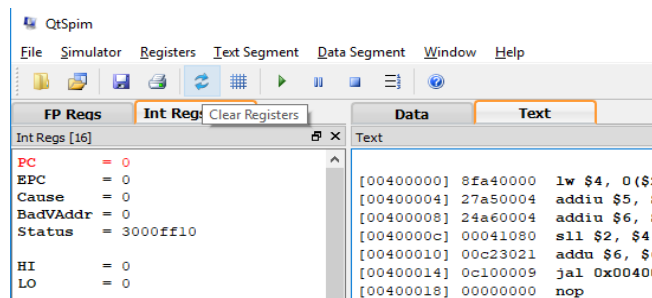 QtSpim
File Simulator Registers Text Segment Data Segment Window Help
FP Regs Int Regs Data Text
Clear Registers
Int Regs [16] Text
PC = 0
EPC = 0
Cause = 0
BadVAddr = 0
Status = 3000ff10
HI = 0
LO = 0
[00400000] 8fa40000 lw $4, 0($
[00400004] 27a50004 addiu $5,
[00400008] 24a60004 addiu $6,
[0040000c] 00041080 sll $2, $4
[00400010] 00c23021 addu $6, $
[00400014] 0c100009 jal 0x0040
[00400018] 00000000 nop